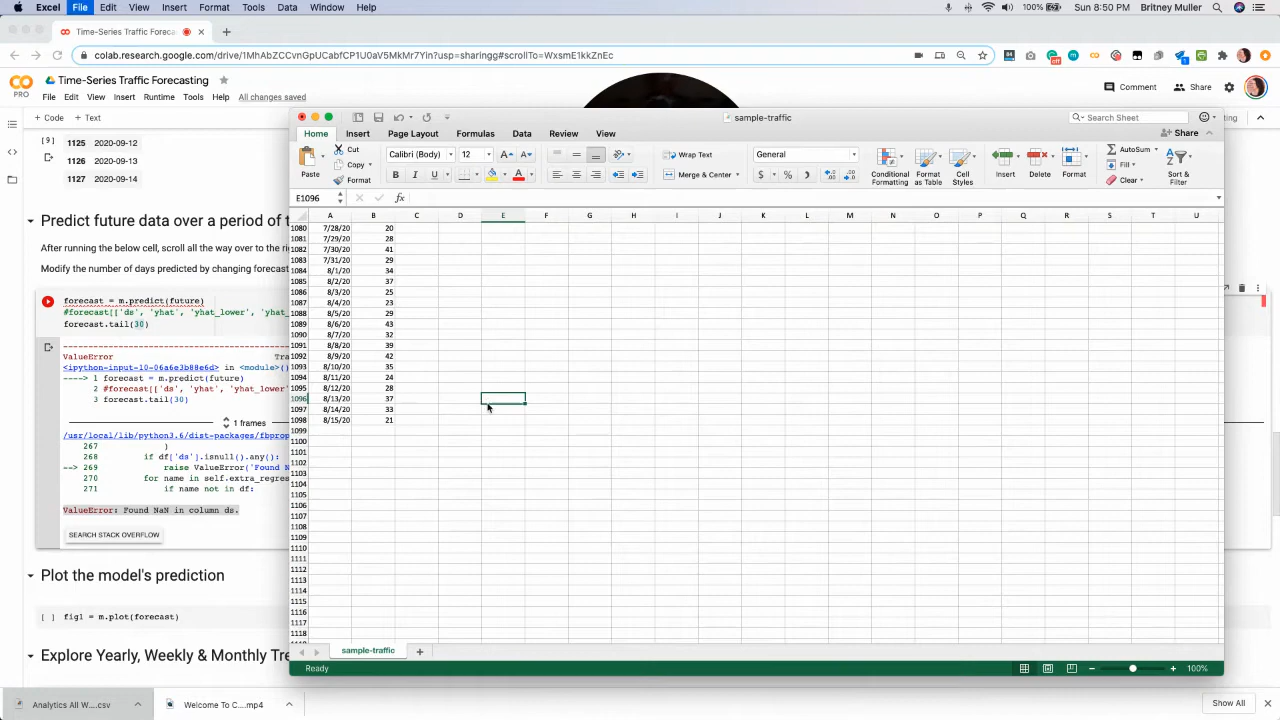 Excel File Edit View Insert Format Tools Data Window Help
100% Sun 8:50 PM Britney Muller
Time-Series Traffic Foreca
colab.research.google.com/drive/1MhAbZCCvnGpUCabfCP1U0aV5MkMr7Yin?usp=sharingg#scrollTo=WxsmE1kkZnEc
Time-Series Traffic Forecasting
PRO File Edit View Insert Runtime Tools Help All changes saved
Comment Share
+ Code + Text
[9] 1125 2020-09-12
1126 2020-09-13
1127 2020-09-14
Predict future data over a period of t
After running the below cell, scroll all the way over to the ri
Modify the number of days predicted by changing forecast
forecast = m.predict(future)
#forecast[['ds', 'yhat', 'yhat_lower', 'yhat
forecast.tail(30)
ValueError Tra
<ipython-input-10-06a6e3b88e6d> in <module>()
----> 1 forecast = m.predict(future)
2 #forecast[['ds', 'yhat', 'yhat_lower
3 forecast.tail(30)
1 frames
/usr/local/lib/python3.6/dist-packages/fbprop
267 )
268 if df['ds'].isnull().any():
--> 269 raise ValueError('Found N
270 for name in self.extra_regres
271 if name not in df:
ValueError: Found NaN in column ds.
SEARCH STACK OVERFLOW
Plot the model's prediction
[ ] fig1 = m.plot(forecast)
Explore Yearly, Weekly & Monthly Tre
Analytics All W....csv
Welcome To C....mp4
Show All
sample-traffic
Search Sheet
Home Insert Page Layout Formulas Data Review View
Share
Paste
Cut
Copy
Format
Calibri (Body) 12
B I U
Wrap Text
Merge & Center
General
Conditional Formatting
Format as Table
Cell Styles
Insert
Delete
Format
AutoSum
Fill
Clear
Sort & Filter
E1096 fx
A B C D E F G H I J K L M N O P Q R S T U
1080 7/28/20 20
1081 7/29/20 28
1082 7/30/20 41
1083 7/31/20 29
1084 8/1/20 34
1085 8/2/20 37
1086 8/3/20 25
1087 8/4/20 23
1088 8/5/20 29
1089 8/6/20 43
1090 8/7/20 32
1091 8/8/20 39
1092 8/9/20 42
1093 8/10/20 35
1094 8/11/20 24
1095 8/12/20 28
1096 8/13/20 37
1097 8/14/20 33
1098 8/15/20 21
1099
1100
1101
1102
1103
1104
1105
1106
1107
1108
1109
1110
1111
1112
1113
1114
1115
1116
1117
1118
sample-traffic
Ready
100%